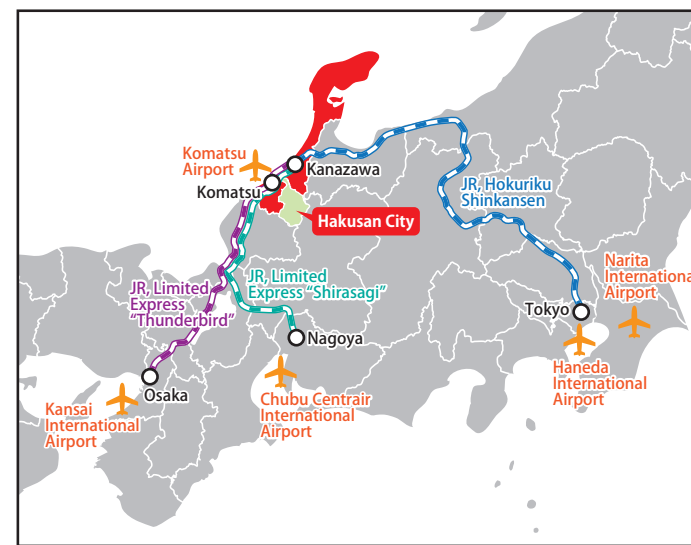 Komatsu
Airport
Kanazawa
Komatsu
Hakusan City
JR, Hokuriku
Shinkansen
JR, Limited
Express
"Thunderbird"
JR, Limited
Express “Shirasagi”
Narita
International
Airport
Tokyo
Nagoya
Haneda
International
Airport
Osaka
Kansai
International
Airport
Chubu Centrair
International
Airport